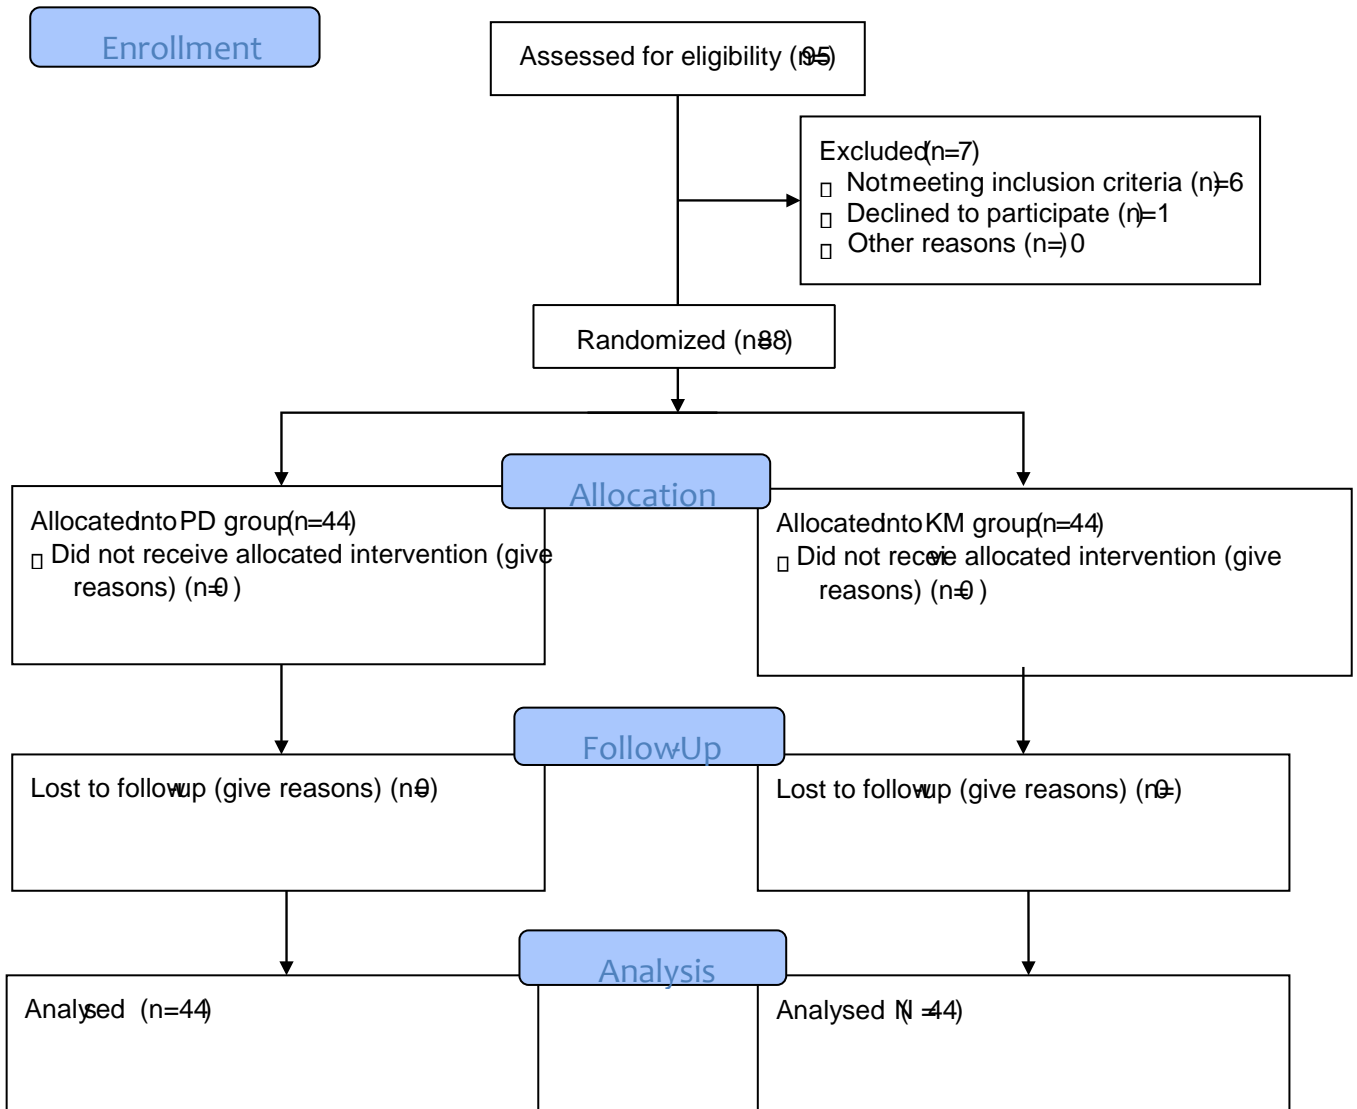 Enrollment
Assessed for eligibility (n=95)
Excluded (n=7)
Not meeting inclusion criteria (n=6)
Declined to participate (n=1)
Other reasons (n=0)
Randomized (n=88)
Allocation
Allocated into PD group (n=44)
Did not receive allocated intervention (give
reasons) (n=0)
Allocated into KM group (n=44)
Did not receive allocated intervention (give
reasons) (n=0)
Follow-Up
Lost to follow-up (give reasons) (n=0)
Lost to follow-up (give reasons) (n=0)
Analysis
Analysed (n=44)
Analysed (N =44)